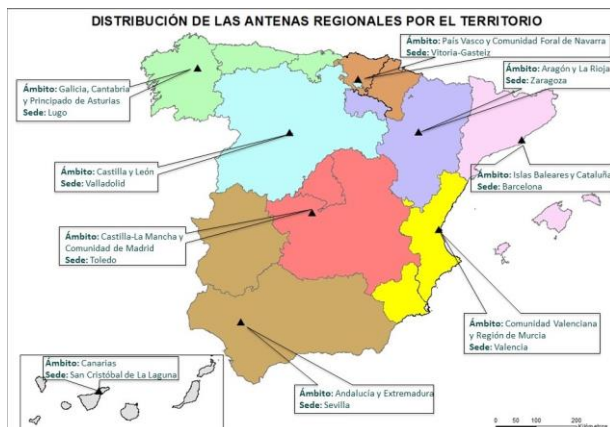 DISTRIBUCIÓN DE LAS ANTENAS REGIONALES POR EL TERRITORIO
Ámbito: País Vasco y Comunidad Foral de Navarra
Sede: Vitoria-Gasteiz
Ámbito: Aragón y La Rioja
Sede: Zaragoza
Ámbito: Galicia, Cantabria
y Principado de Asturias
Sede: Lugo
Ámbito: Castilla y León
Sede: Valladolid
Ámbito: Islas Baleares y Cataluña
Sede: Barcelona
Ámbito: Castilla-La Mancha y
Comunidad de Madrid
Sede: Toledo
Ámbito: Comunidad Valenciana
y Región de Murcia
Sede: Valencia
Ámbito: Canarias
Sede: San Cristóbal de La Laguna
Ámbito: Andalucía y Extremadura
Sede: Sevilla
0 50 100 200